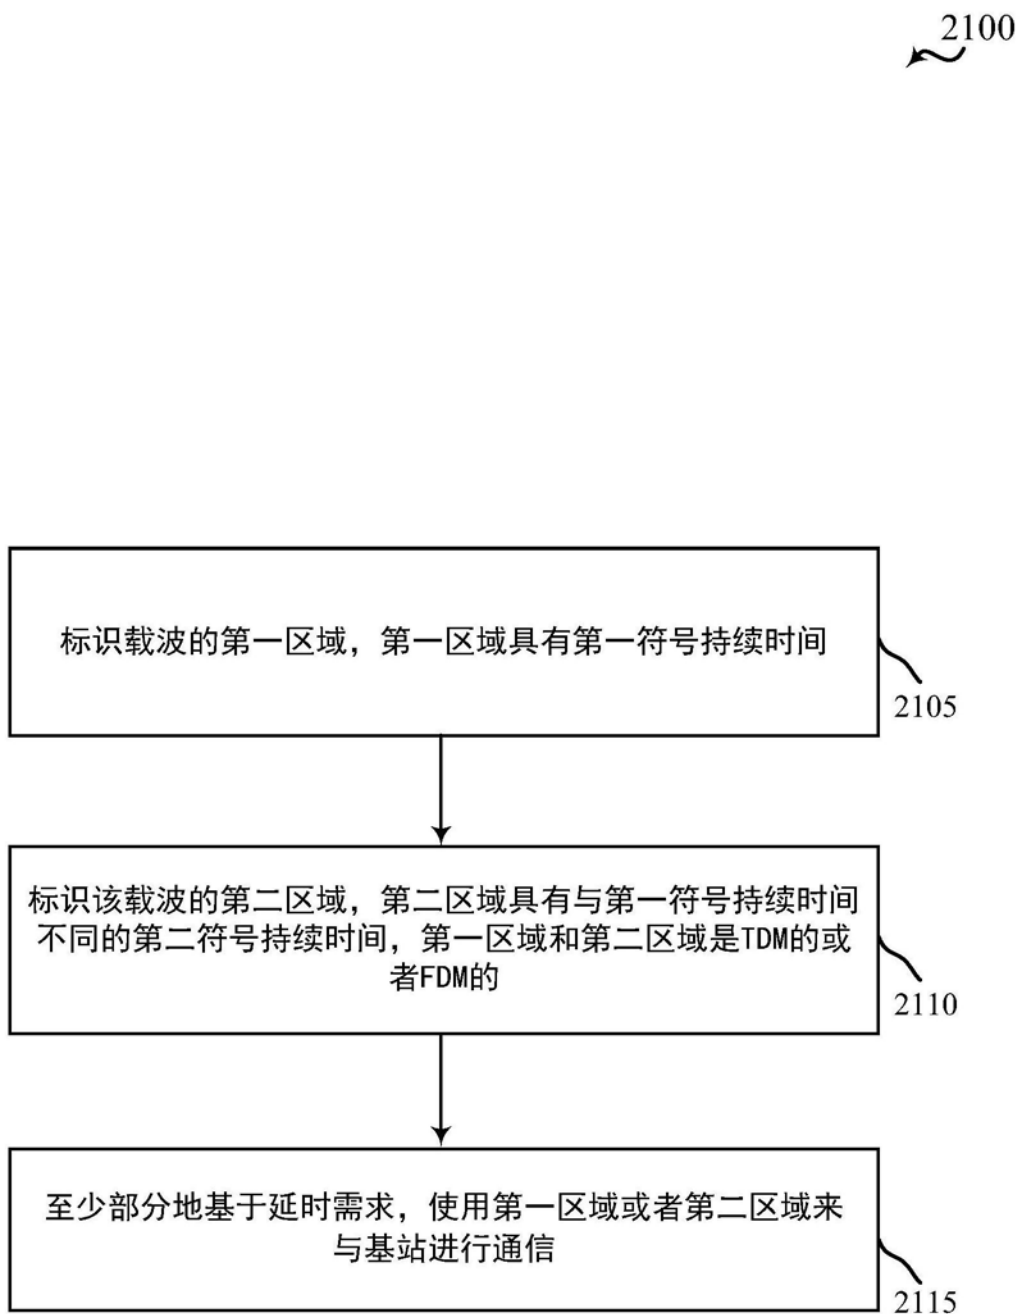 2100
标识载波的第一区域，第一区域具有第一符号持续时间
2105
标识该载波的第二区域，第二区域具有与第一符号持续时间
不同的第二符号持续时间，第一区域和第二区域是TDM的或
者FDM的
2110
至少部分地基于延时需求，使用第一区域或者第二区域来
与基站进行通信
2115